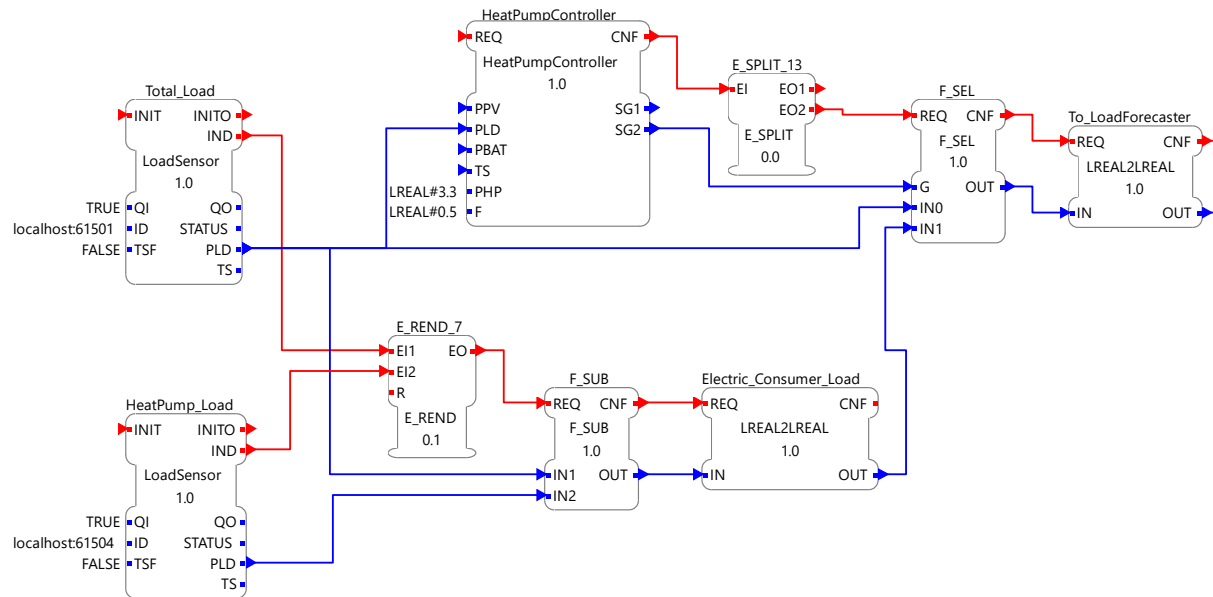 HeatPumpController
REQ CNF
HeatPumpController
1.0
PPV SG1
PLD SG2
PBAT
TS
LREAL#3.3 PHP
LREAL#0.5 F
E_SPLIT_13
EI EO1
EO2
E_SPLIT
0.0
F_SEL
REQ CNF
F_SEL
1.0
G OUT
IN0
IN1
To_LoadForecaster
REQ CNF
LREAL2LREAL
1.0
IN OUT
Total_Load
INIT INITO
IND
LoadSensor
1.0
TRUE QI QO
localhost:61501 ID STATUS
FALSE TSF PLD
TS
E_REND_7
EI1 EO
EI2
R
E_REND
0.1
F_SUB
REQ CNF
F_SUB
1.0
IN1 OUT
IN2
Electric_Consumer_Load
REQ CNF
LREAL2LREAL
1.0
IN OUT
HeatPump_Load
INIT INITO
IND
LoadSensor
1.0
TRUE QI QO
localhost:61504 ID STATUS
FALSE TSF PLD
TS